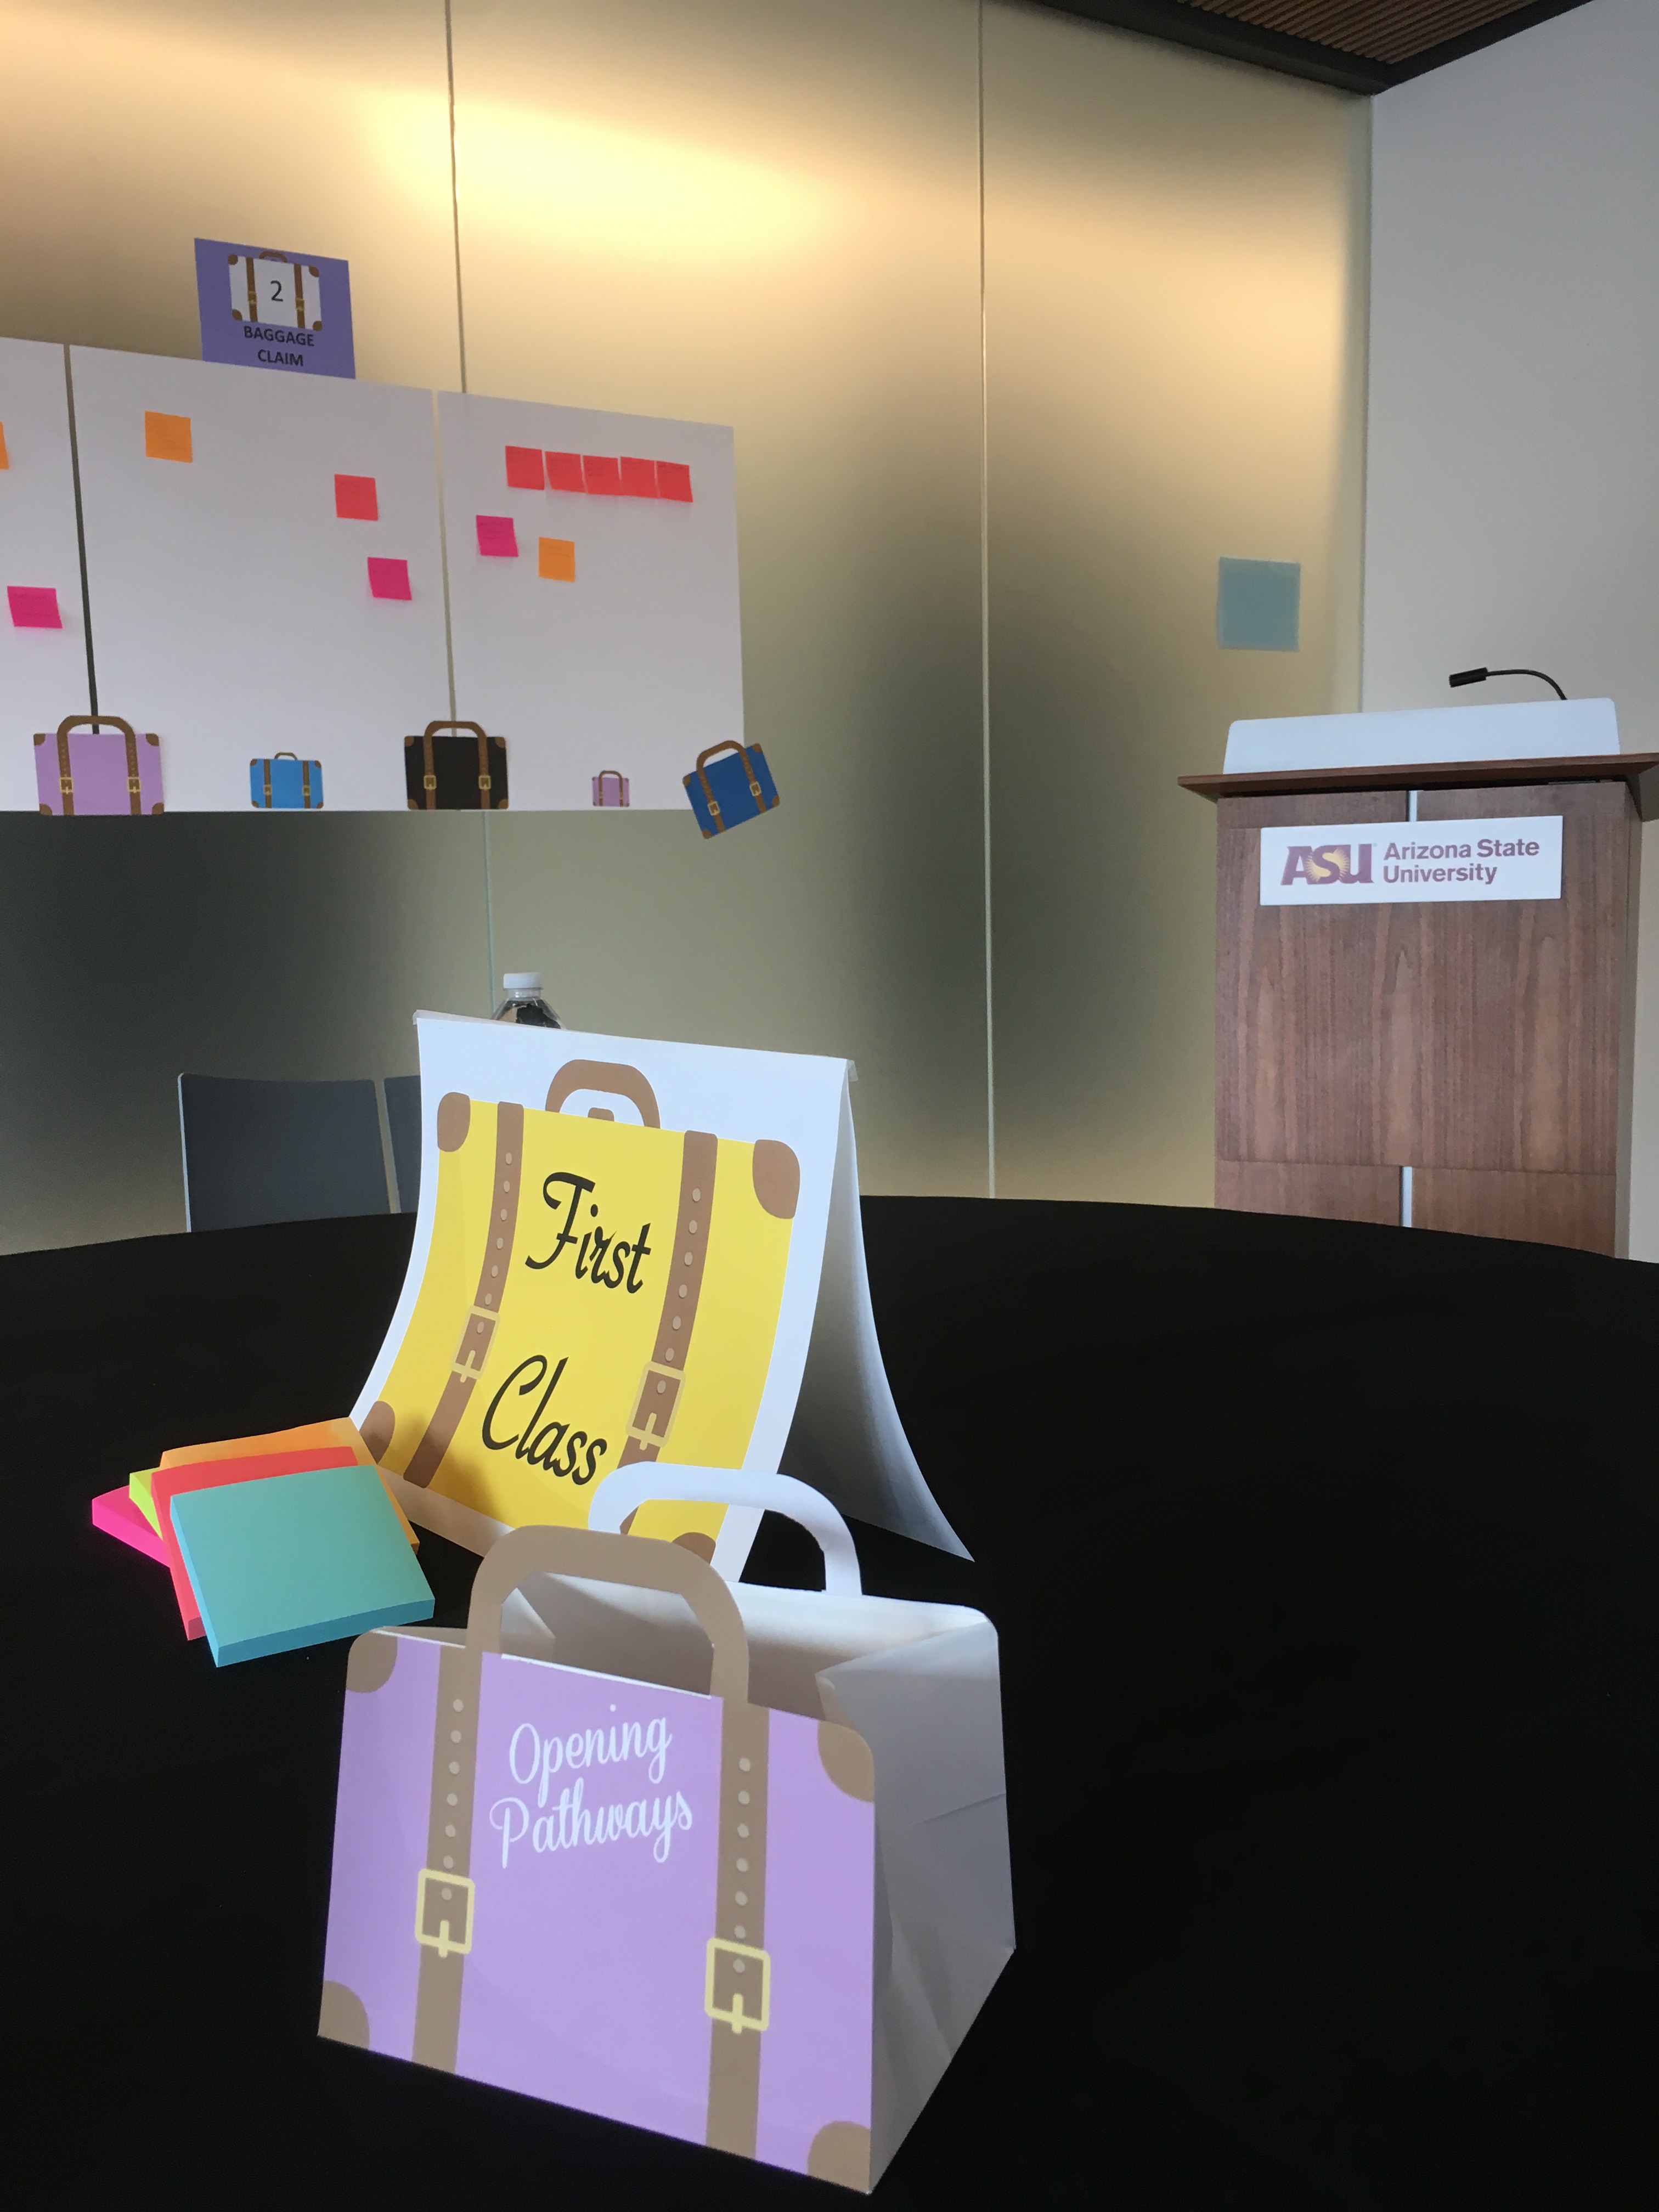 2
BAGGAGE
CLAIM
ASU Arizona State
University
First
Class
Opening
Pathways